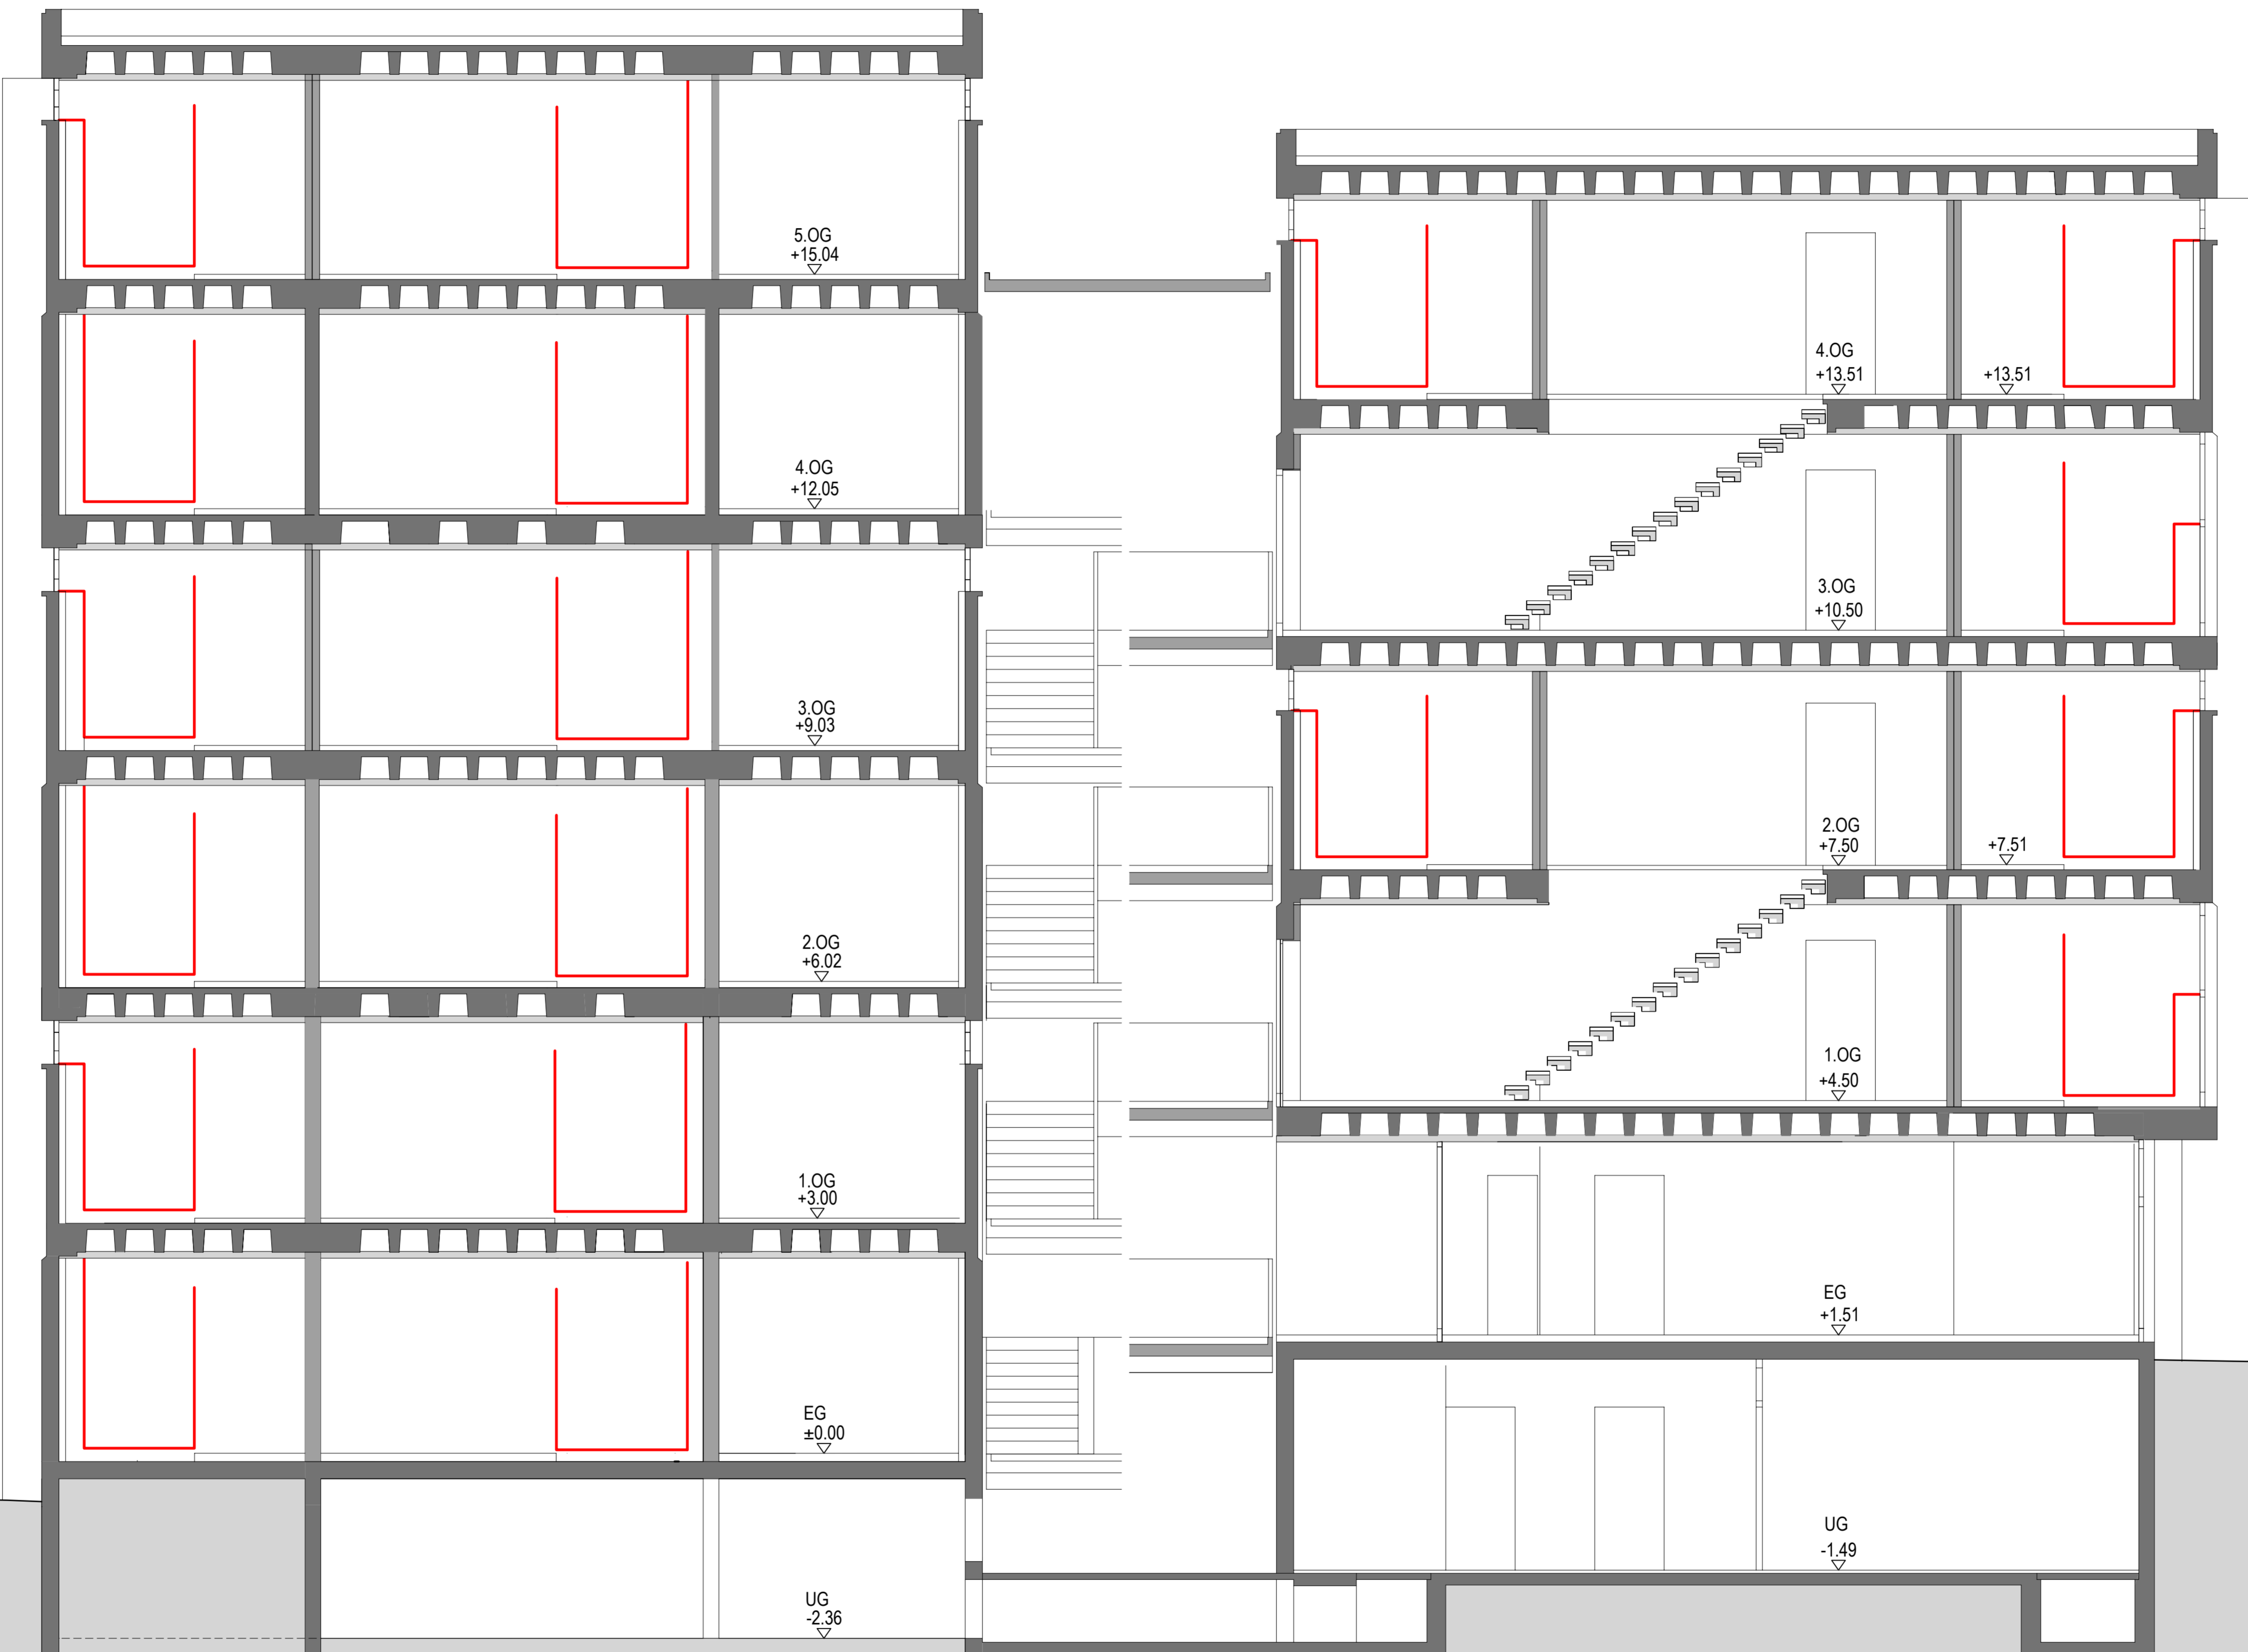 5.OG
+15.04
4.OG
+12.05
3.OG
+9.03
2.OG
+6.02
1.OG
+3.00
EG
±0.00
UG
-2.36
4.OG
+13.51
+13.51
3.OG
+10.50
2.OG
+7.50
+7.51
1.OG
+4.50
EG
+1.51
UG
-1.49